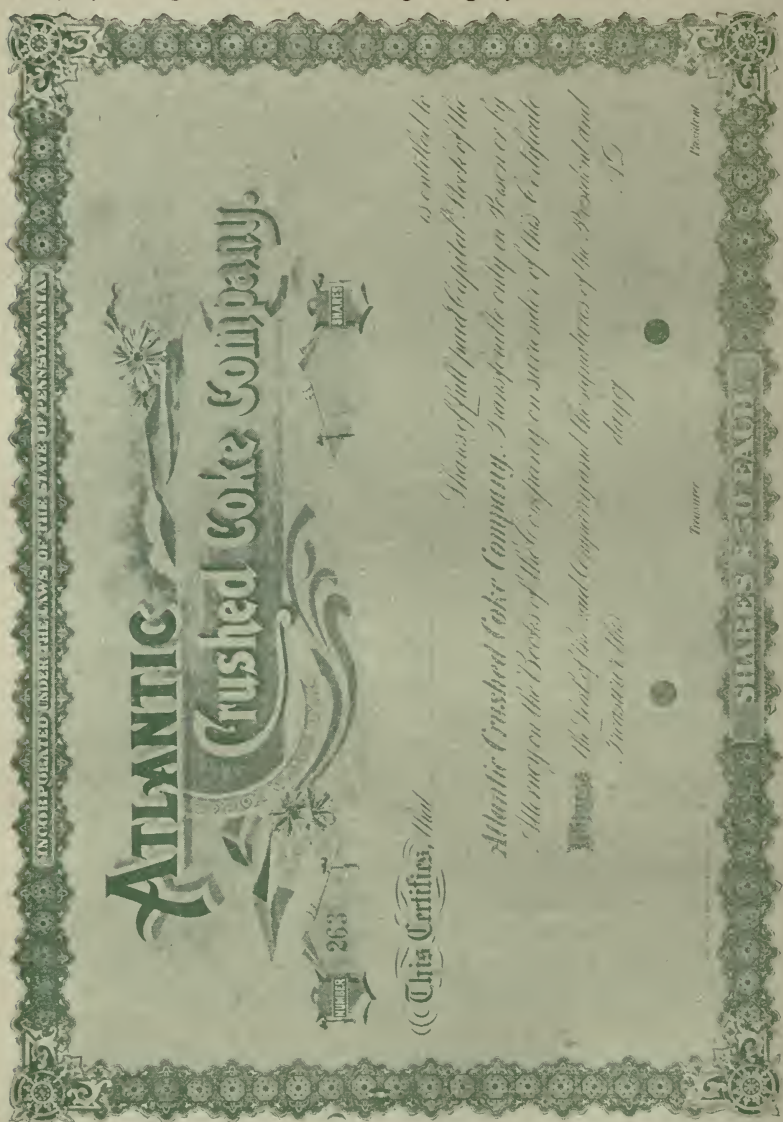 INCORPORATED UNDER THE LAWS OF THE STATE OF PENNSYLVANIA
ATLANTIC
Crushed Coke Company.
NUMBER 263 SHARES
This Certifies, that is entitled to
Shares of full paid Capital Stock of the
Atlantic Crushed Coke Company. Transferable only in Person or by
Attorney on the Books of the Company on surrender of this Certificate
Witness the Seal of the said Company and the signatures of the President and
Treasurer this day of A.D.
Treasurer President
SHARES $50 EACH